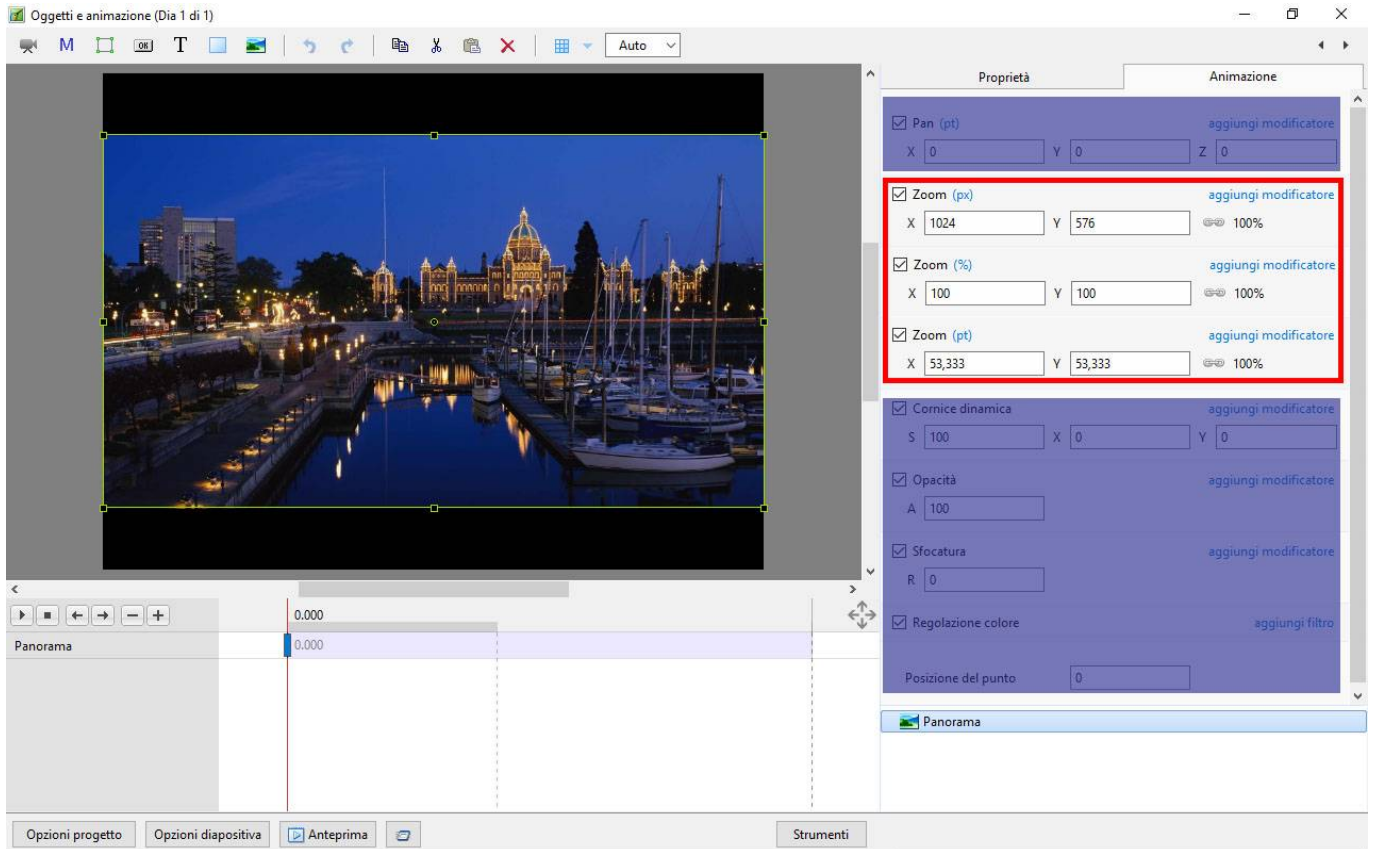 Oggetti e animazione (Dia 1 di 1)
M OK T Auto
Proprietà Animazione
Pan (pt) aggiungi modificatore
X 0 Y 0 Z 0
Zoom (px) aggiungi modificatore
X 1024 Y 576 100%
Zoom (%) aggiungi modificatore
X 100 Y 100 100%
Zoom (pt) aggiungi modificatore
X 53,333 Y 53,333 100%
Cornice dinamica aggiungi modificatore
S 100 X 0 Y 0
Opacità aggiungi modificatore
A 100
Sfocatura aggiungi modificatore
R 0
Regolazione colore aggiungi filtro
Posizione del punto 0
Panorama
0.000
Panorama 0.000
Opzioni progetto Opzioni diapositiva Anteprima Strumenti